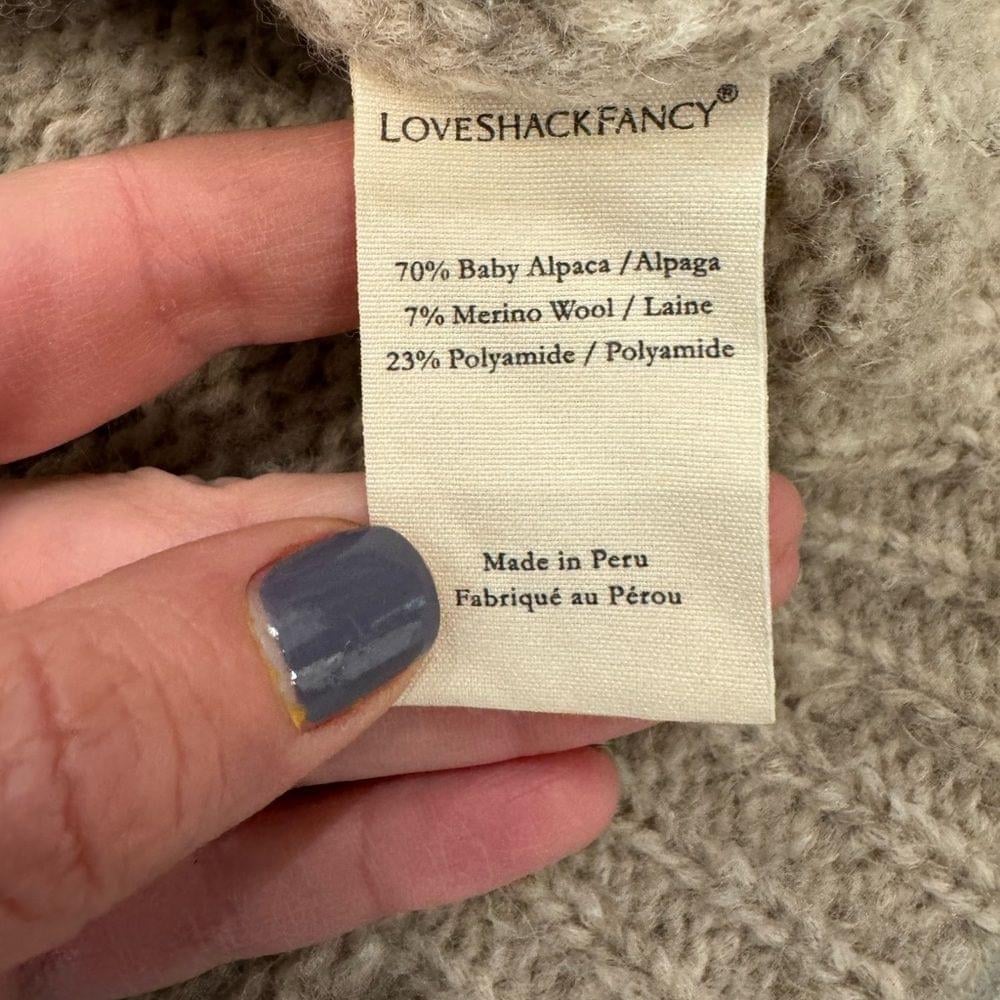 LOVESHACKFANCY®
70% Baby Alpaca /Alpaga
7% Merino Wool / Laine
23% Polyamide / Polyamide
Made in Peru
Fabriqué au Pérou